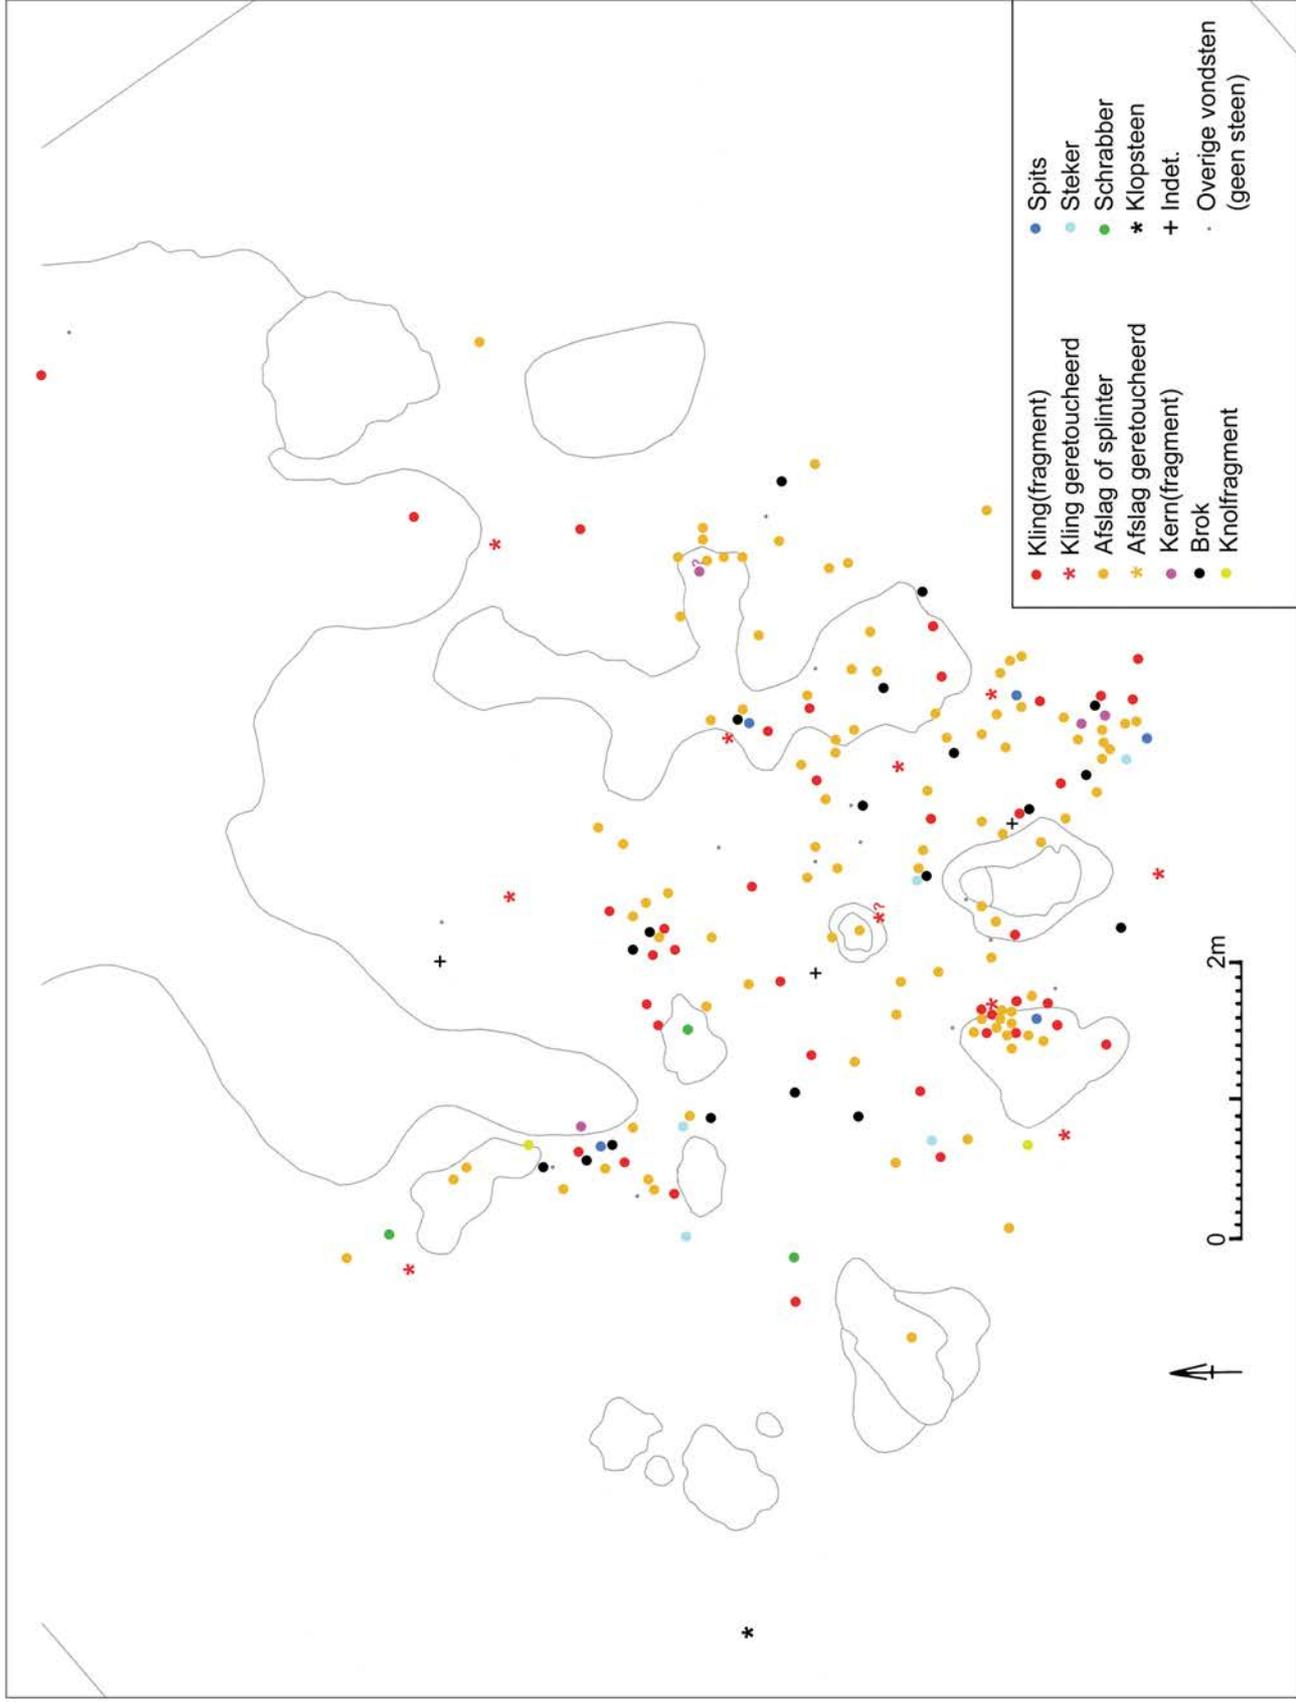 ?
?
0
2m
Kling(fragment)
Kling geretoucheerd
Afslag of splinter
Afslag geretoucheerd
Kern(fragment)
Brok
Knolfragment
Spits
Steker
Schrabber
Klopsteen
Indet.
Overige vondsten
(geen steen)